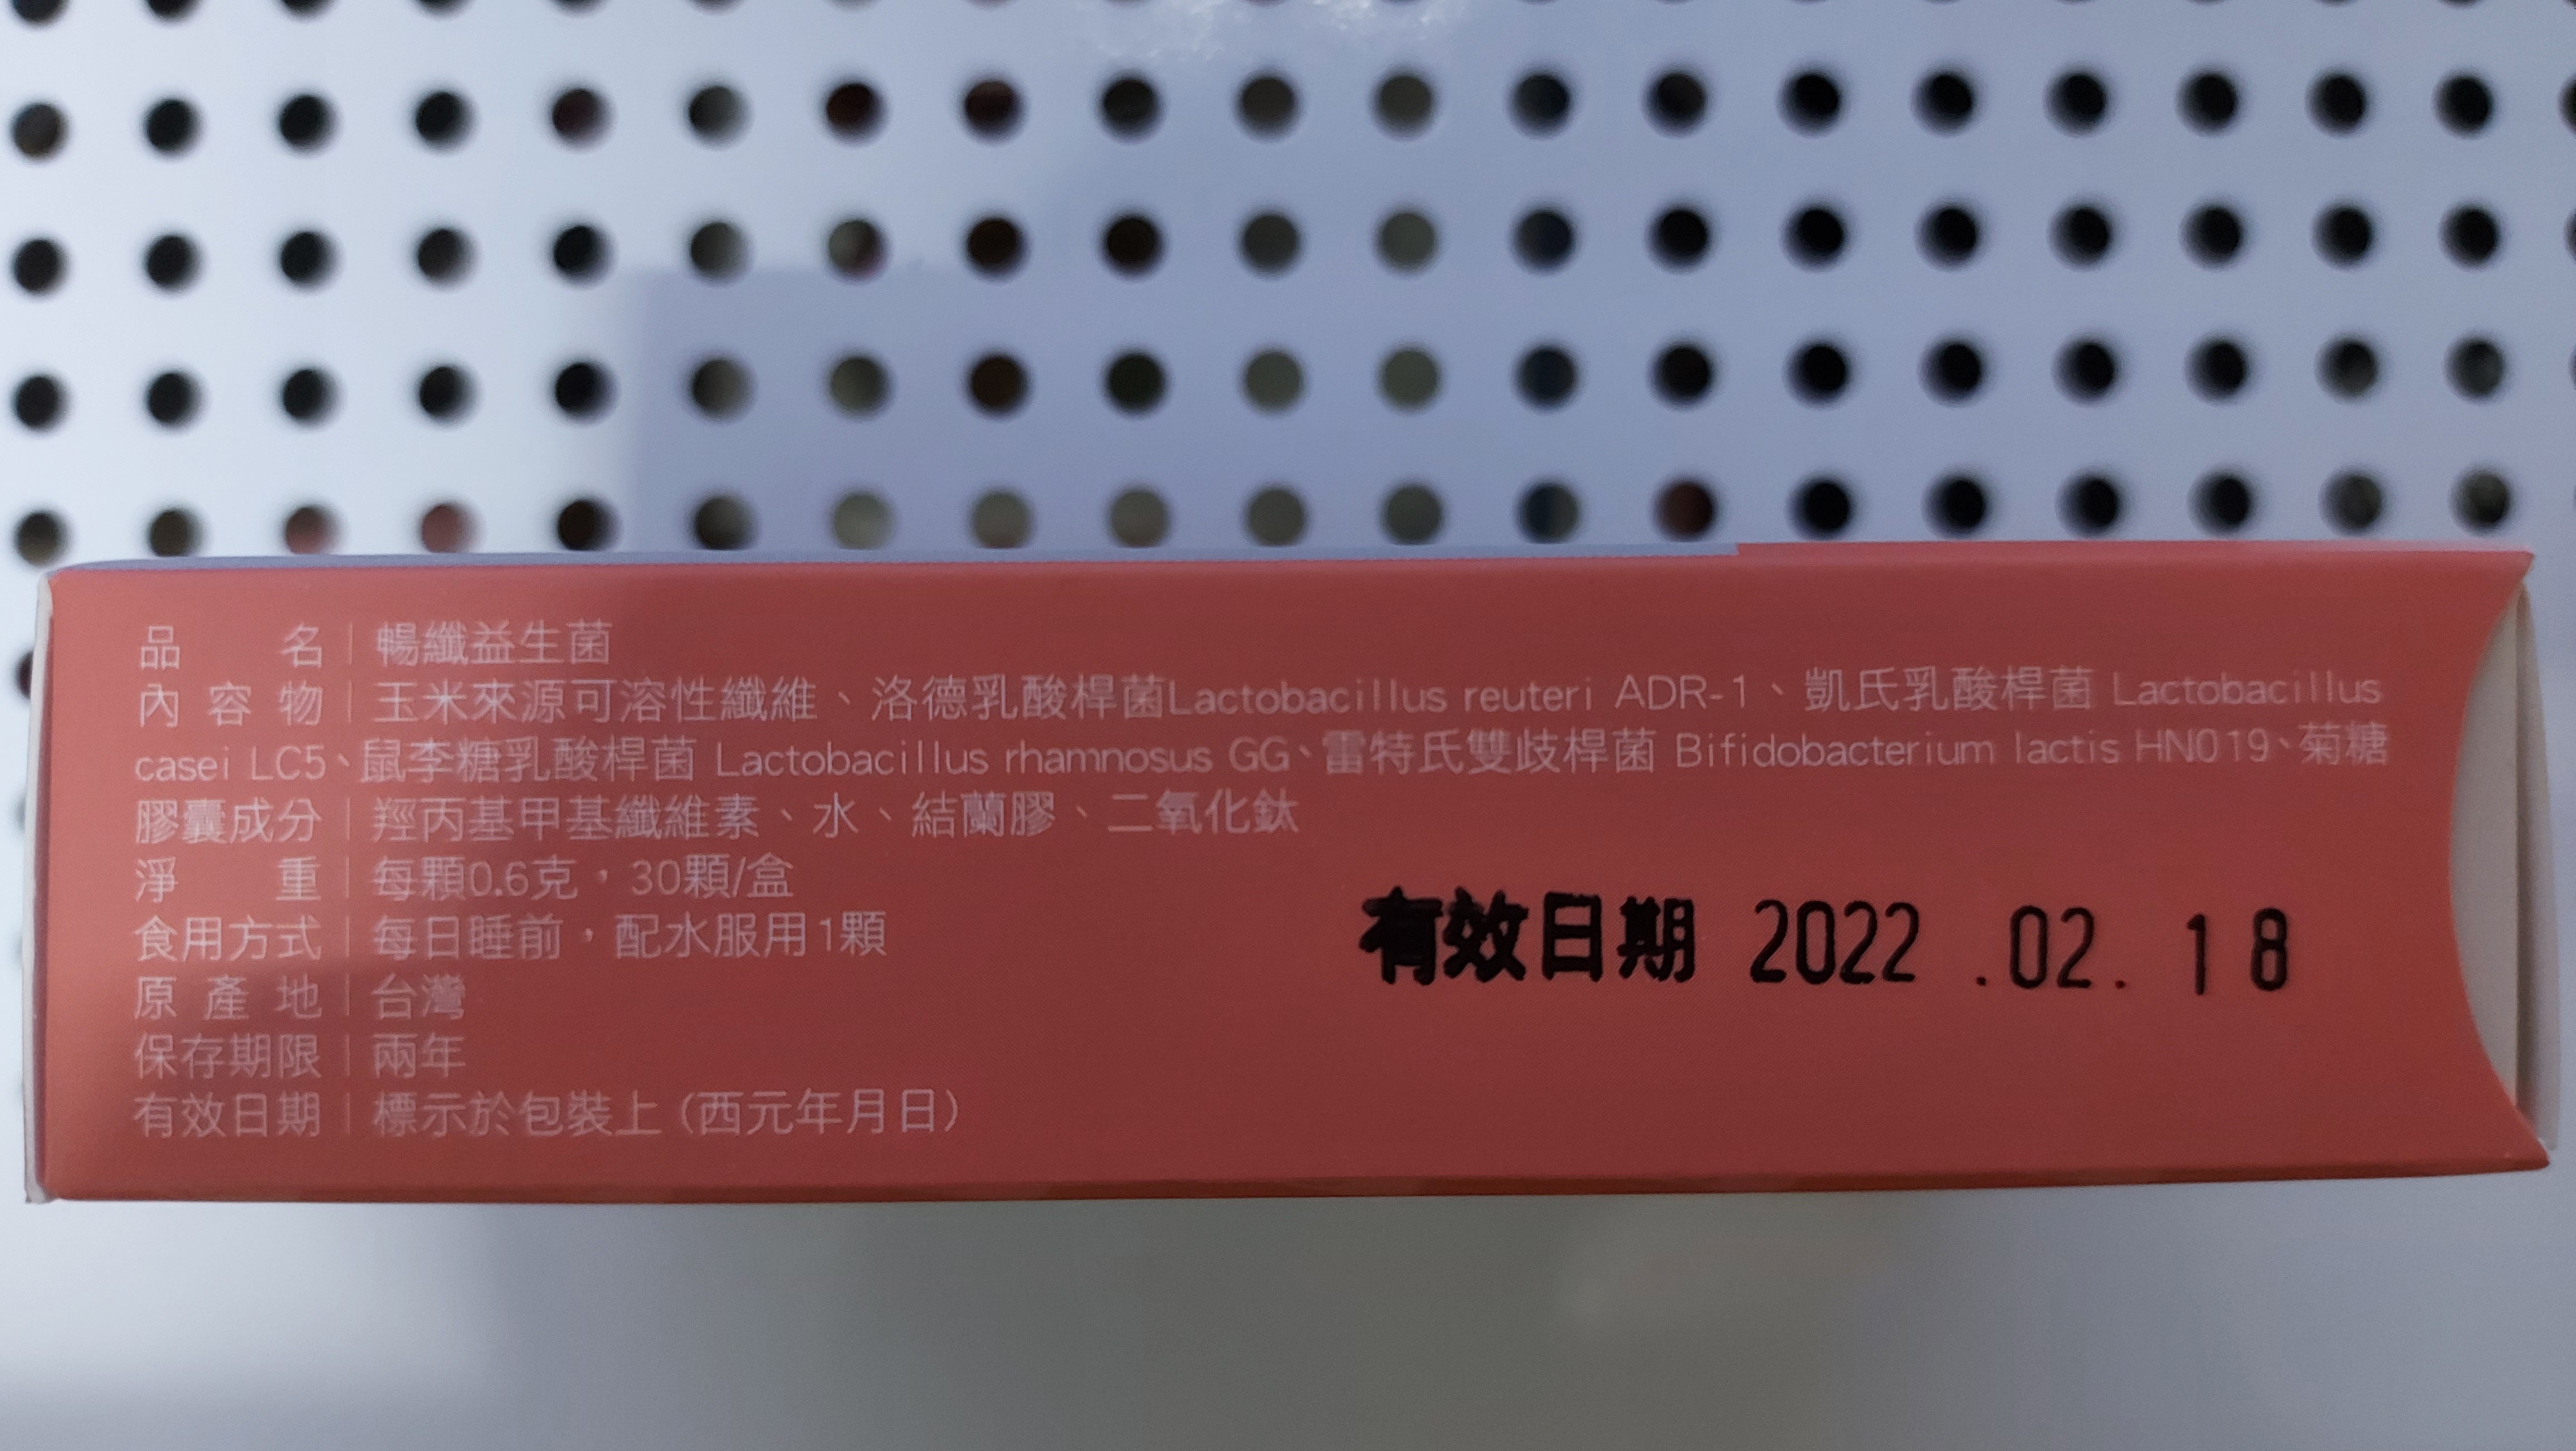 品名｜暢纖益生菌
內容物｜玉米來源可溶性纖維、洛德乳酸桿菌Lactobacillus reuteri ADR-1、凱氏乳酸桿菌 Lactobacillus
casei LC5、鼠李糖乳酸桿菌 Lactobacillus rhamnosus GG、雷特氏雙歧桿菌 Bifidobacterium lactis HN019、菊糖
膠囊成分｜羥丙基甲基纖維素、水、結蘭膠、二氧化鈦
淨重｜每顆0.6克，30顆/盒
食用方式｜每日睡前，配水服用1顆
原產地｜台灣
保存期限｜兩年
有效日期｜標示於包裝上（西元年月日）
有效日期 2022 .02. 18